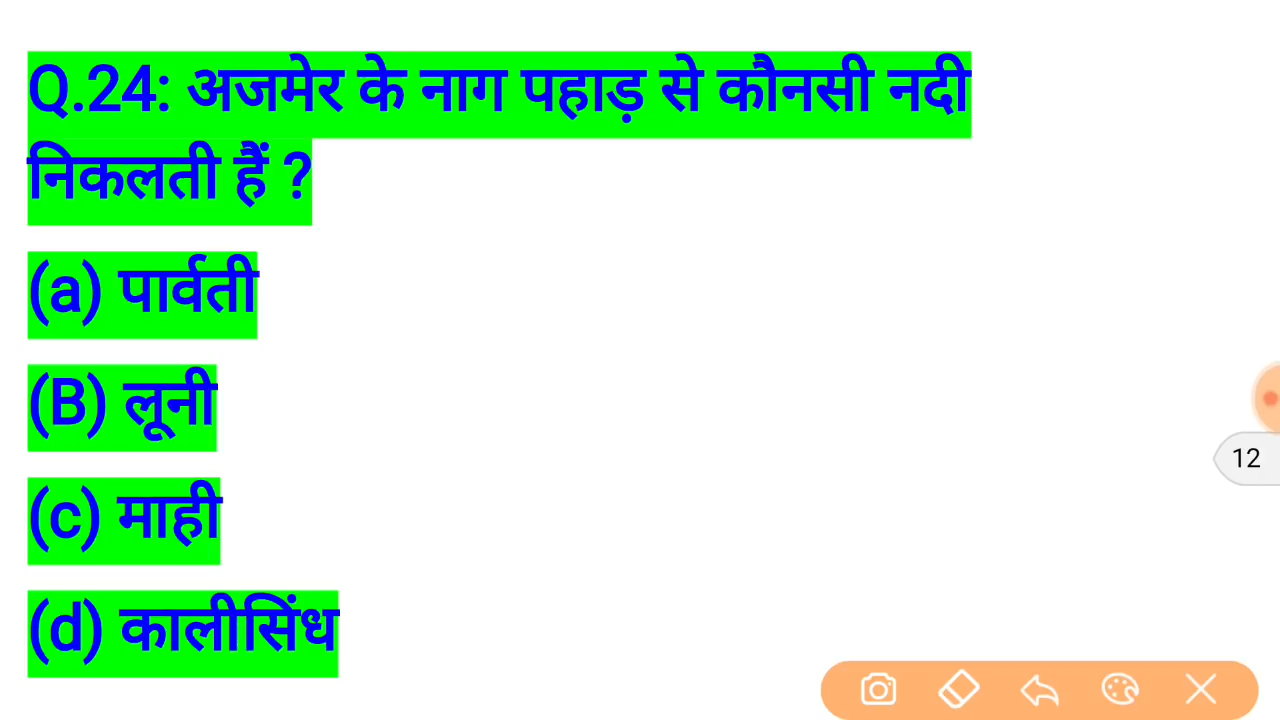 Q.24: अजमेर के नाग पहाड़ से कौनसी नदी
निकलती हैं ?
(a) पार्वती
(B) लूनी
(c) माही
(d) कालीसिंध
12